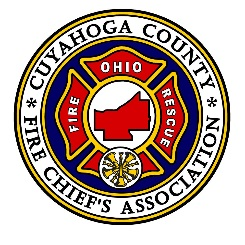 CUYAHOGA COUNTY
OHIO
FIRE
RESCUE
* FIRE CHIEF'S ASSOCIATION *